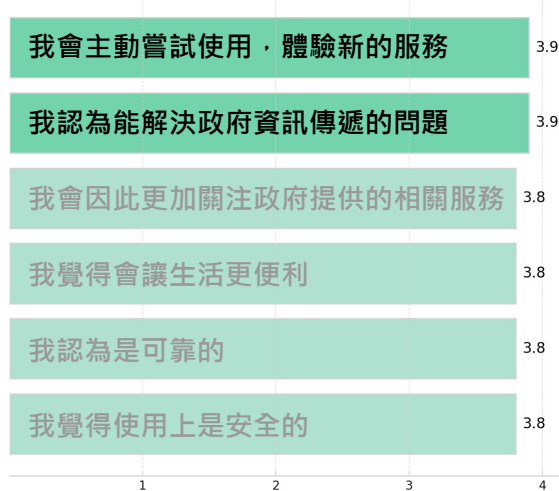 我會主動嘗試使用，體驗新的服務
3.9
我認為能解決政府資訊傳遞的問題
3.9
我會因此更加關注政府提供的相關服務
3.8
我覺得會讓生活更便利
3.8
我認為是可靠的
3.8
我覺得使用上是安全的
3.8
1 2 3 4